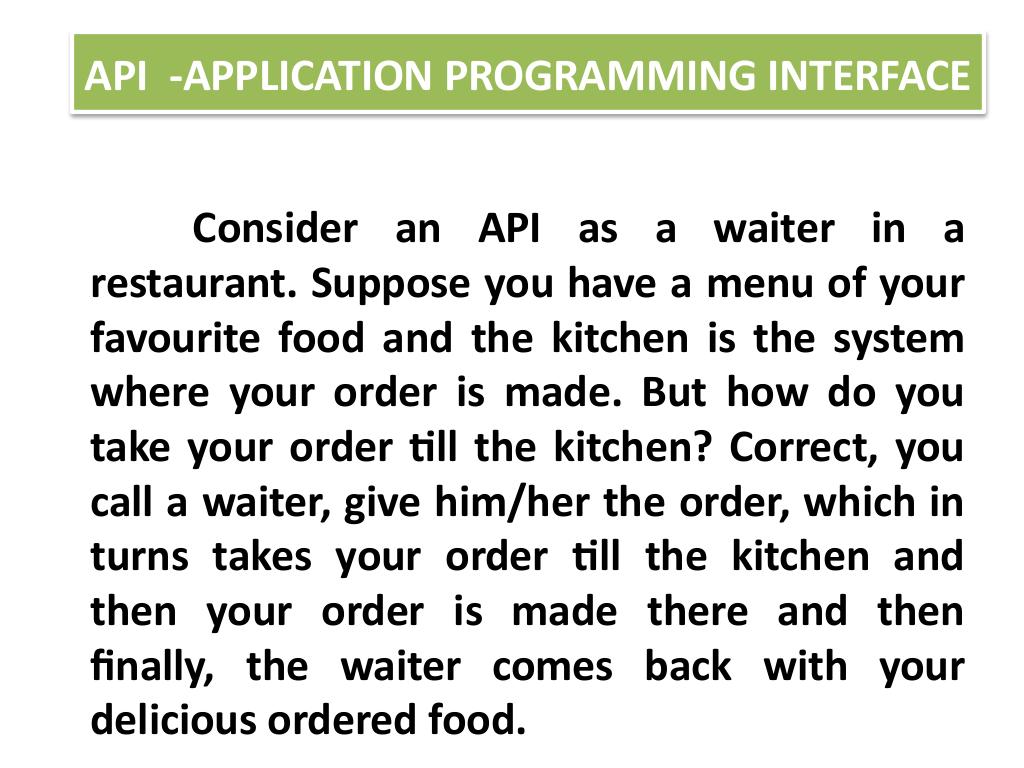 API  -APPLICATION PROGRAMMING INTERFACE
Consider an API as a waiter in a
restaurant. Suppose you have a menu of your
favourite food and the kitchen is the system
where your order is made. But how do you
take your order till the kitchen? Correct, you
call a waiter, give him/her the order, which in
turns takes your order till the kitchen and
then your order is made there and then
finally, the waiter comes back with your
delicious ordered food.